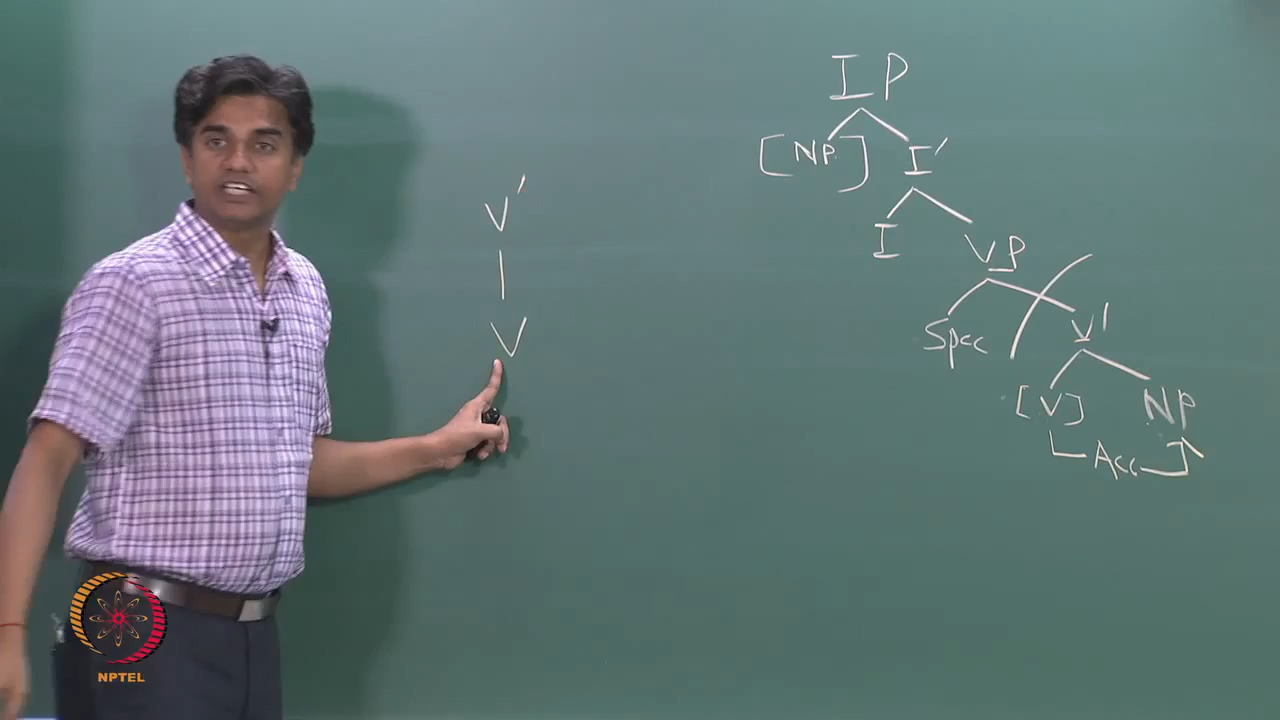 IP
[NP] I'
I VP
Spec V'
[V] NP
Acc
V'
V
NPTEL